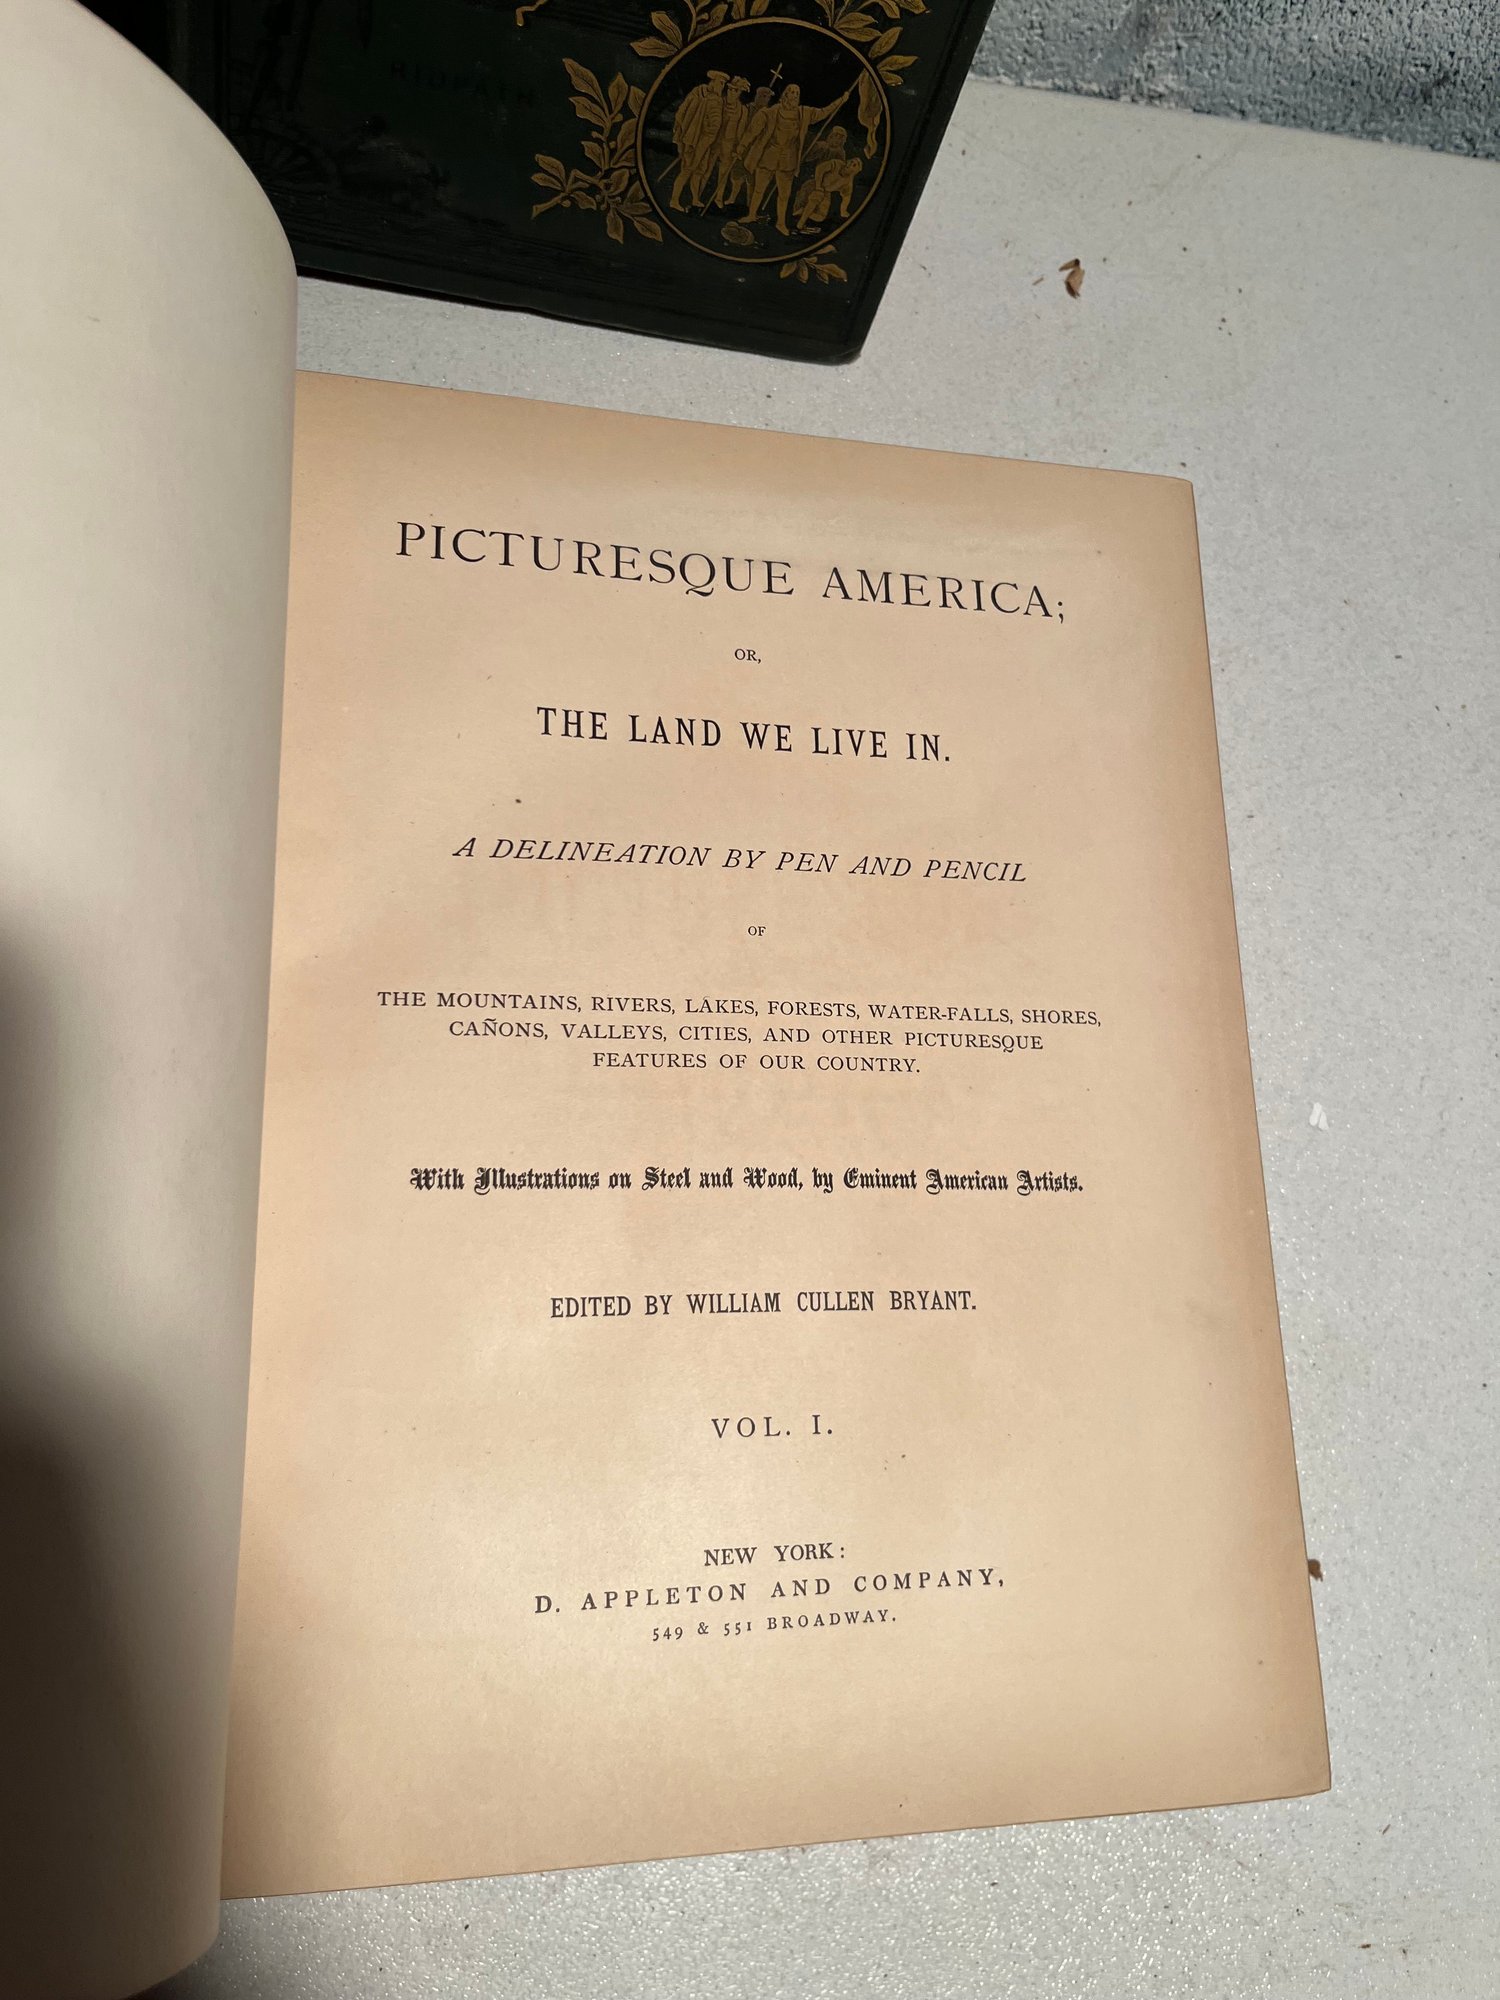 RIDPATH
PICTURESQUE AMERICA;
OR,
THE LAND WE LIVE IN.
A DELINEATION BY PEN AND PENCIL
OF
THE MOUNTAINS, RIVERS, LAKES, FORESTS, WATER-FALLS, SHORES,
CAÑONS, VALLEYS, CITIES, AND OTHER PICTURESQUE
FEATURES OF OUR COUNTRY.
With Illustrations on Steel and Wood, by Eminent American Artists.
EDITED BY WILLIAM CULLEN BRYANT.
VOL. I.
NEW YORK:
D. APPLETON AND COMPANY,
549 & 551 BROADWAY.